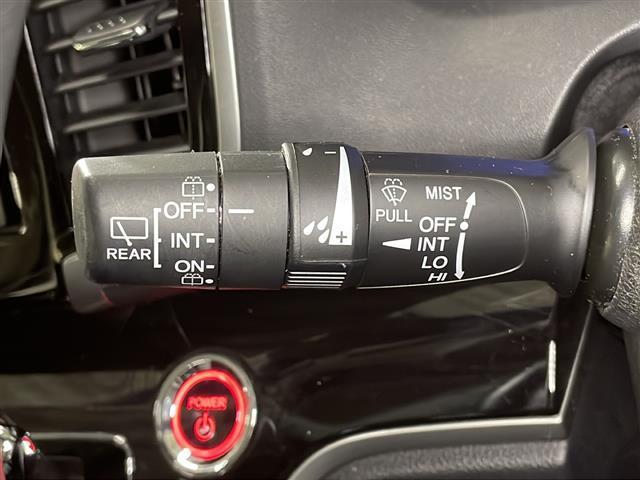 OFF
INT
REAR
ON
-
+
PULL
MIST
OFF
INT
LO
HI
POWER